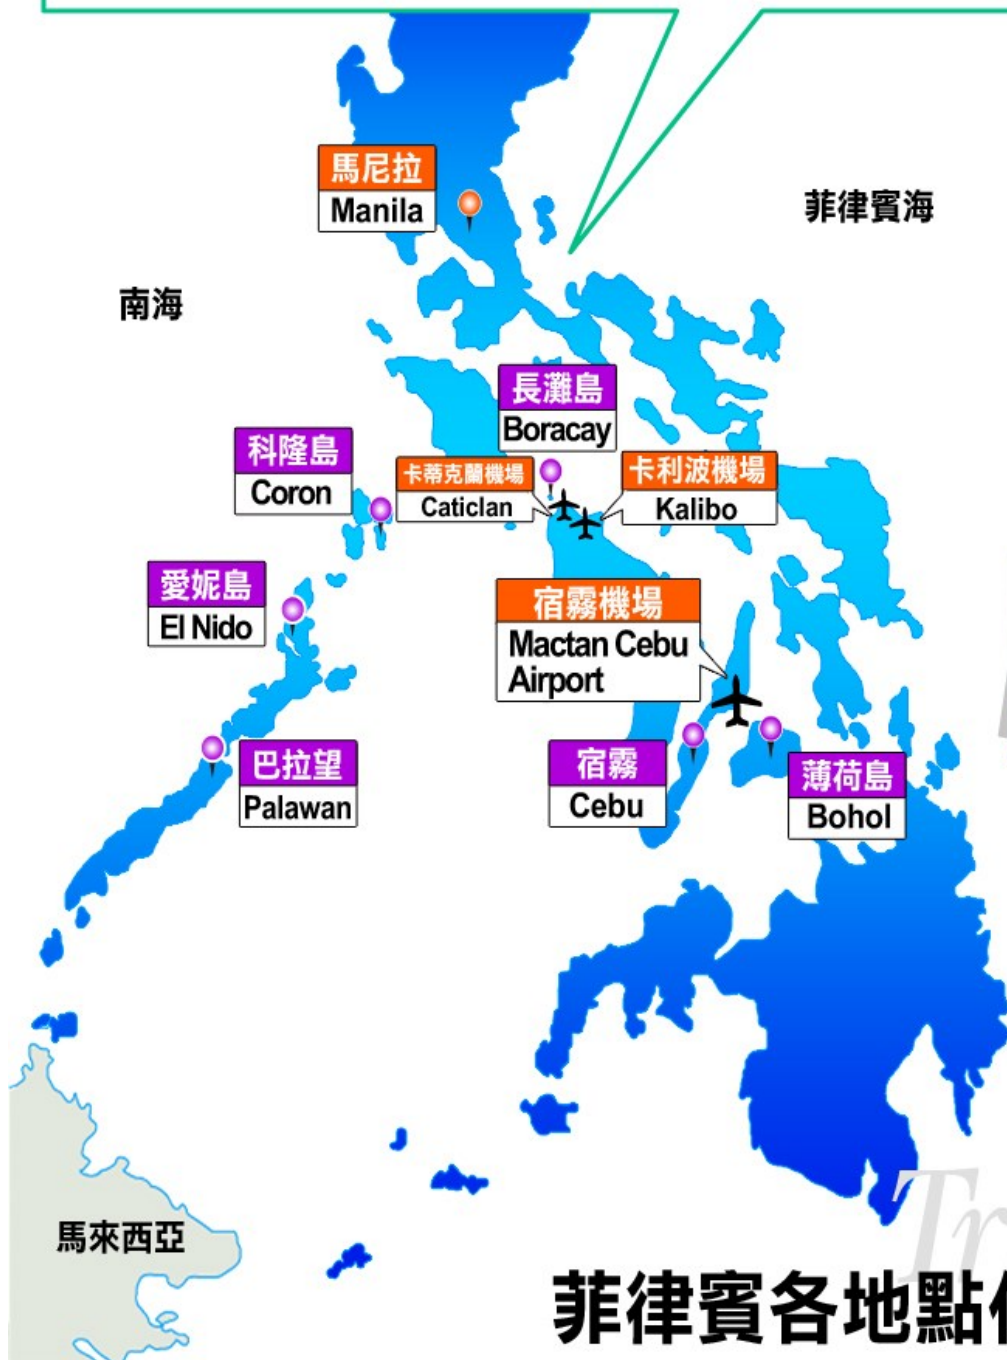 馬尼拉
Manila
菲律賓海
南海
長灘島
Boracay
科隆島
Coron
卡蒂克蘭機場
Caticlan
卡利波機場
Kalibo
愛妮島
El Nido
宿霧機場
Mactan Cebu
Airport
巴拉望
Palawan
宿霧
Cebu
薄荷島
Bohol
馬來西亞
Tr
菲律賓各地點